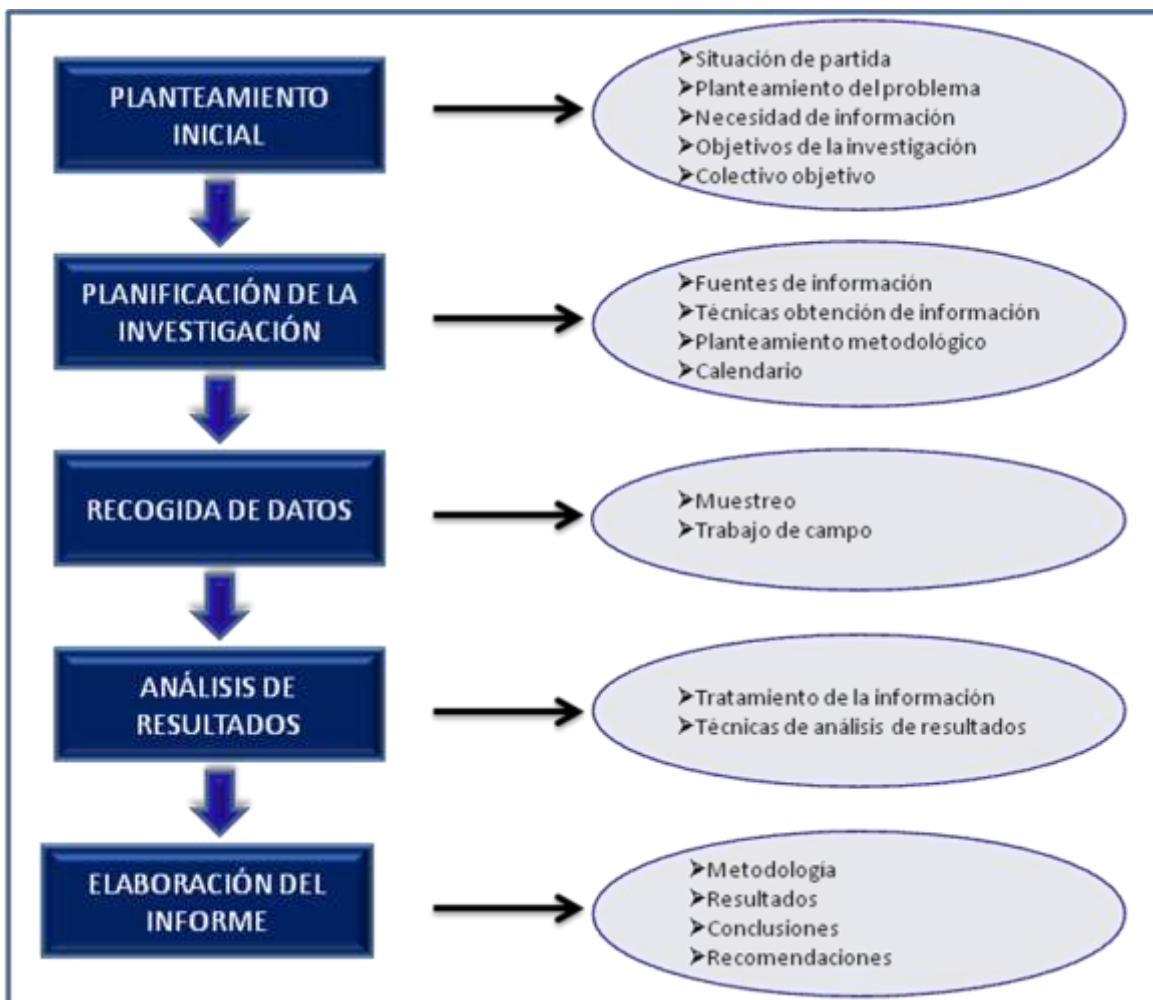 PLANTEAMIENTO
INICIAL
➤Situación de partida
➤Planteamiento del problema
➤Necesidad de información
➤Objetivos de la investigación
➤Colectivo objetivo
PLANIFICACIÓN DE LA
INVESTIGACIÓN
➤Fuentes de información
➤Técnicas obtención de información
➤Planteamiento metodológico
➤Calendario
RECOGIDA DE DATOS
➤Muestreo
➤Trabajo de campo
ANÁLISIS DE
RESULTADOS
➤Tratamiento de la información
➤Técnicas de análisis de resultados
ELABORACIÓN DEL
INFORME
➤Metodología
➤Resultados
➤Conclusiones
➤Recomendaciones